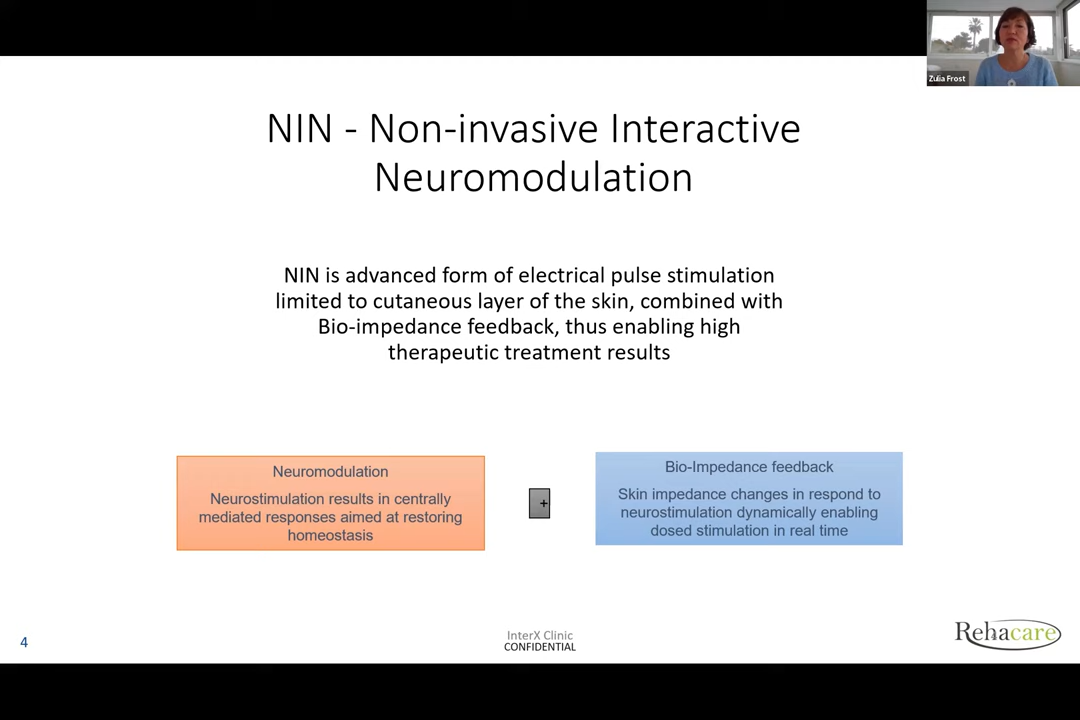 Zulia Frost
NIN - Non-invasive Interactive
Neuromodulation
NIN is advanced form of electrical pulse stimulation
limited to cutaneous layer of the skin, combined with
Bio-impedance feedback, thus enabling high
therapeutic treatment results
Neuromodulation
Neurostimulation results in centrally
mediated responses aimed at restoring
homeostasis
+
Bio-Impedance feedback
Skin impedance changes in respond to
neurostimulation dynamically enabling
dosed stimulation in real time
4
InterX Clinic
CONFIDENTIAL
Rehacare